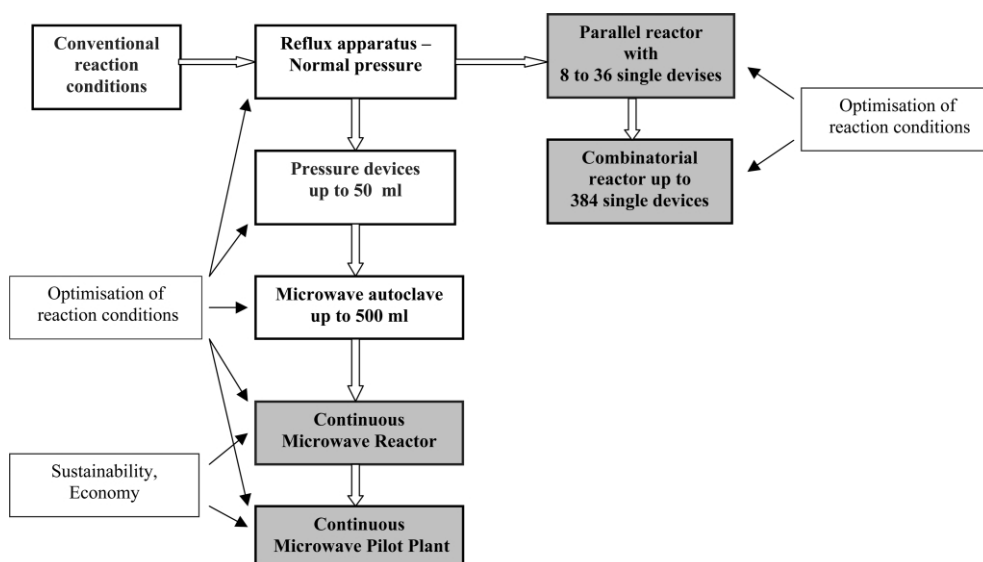 Conventional
reaction
conditions
Reflux apparatus –
Normal pressure
Parallel reactor
with
8 to 36 single devises
Optimisation of
reaction conditions
Pressure devices
up to 50 ml
Combinatorial
reactor up to
384 single devices
Optimisation of
reaction conditions
Microwave autoclave
up to 500 ml
Continuous
Microwave Reactor
Sustainability,
Economy
Continuous
Microwave Pilot Plant